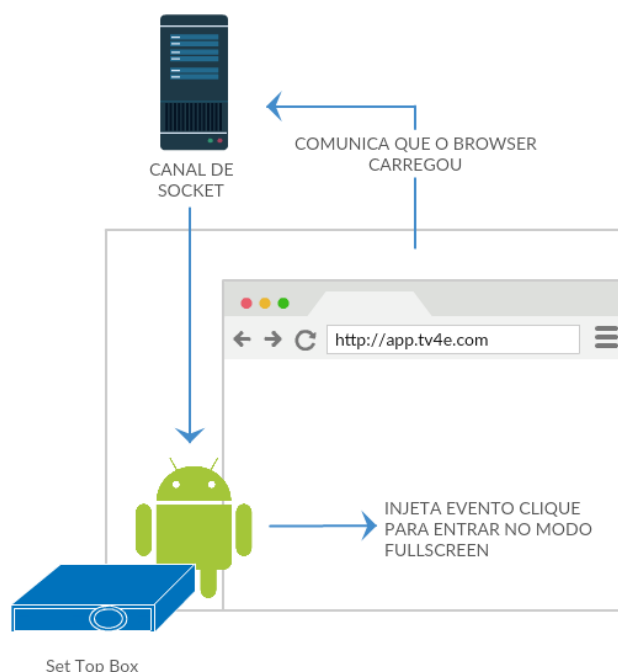 CANAL DE
SOCKET
COMUNICA QUE O BROWSER
CARREGOU
http://app.tv4e.com
INJETA EVENTO CLIQUE
PARA ENTRAR NO MODO
FULLSCREEN
Set Top Box